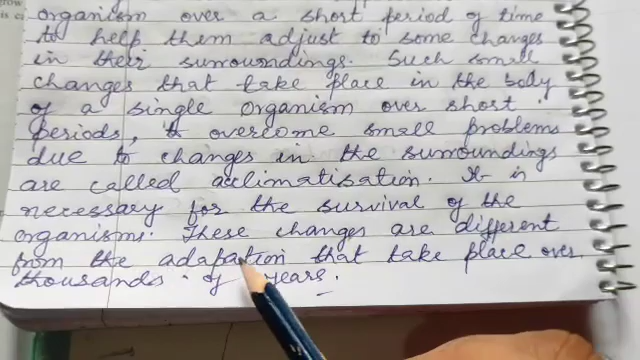 organism over a short period of time
to help them adjust to some changes
in their surroundings. Such small
changes that take place in the body
of a single organism over short
periods, to overcome small problems
due to changes in the surroundings
are called acclimatisation. It is
necessary for the survival of the
organisms. These changes are different
from the adapation that take place over
thousands of years.